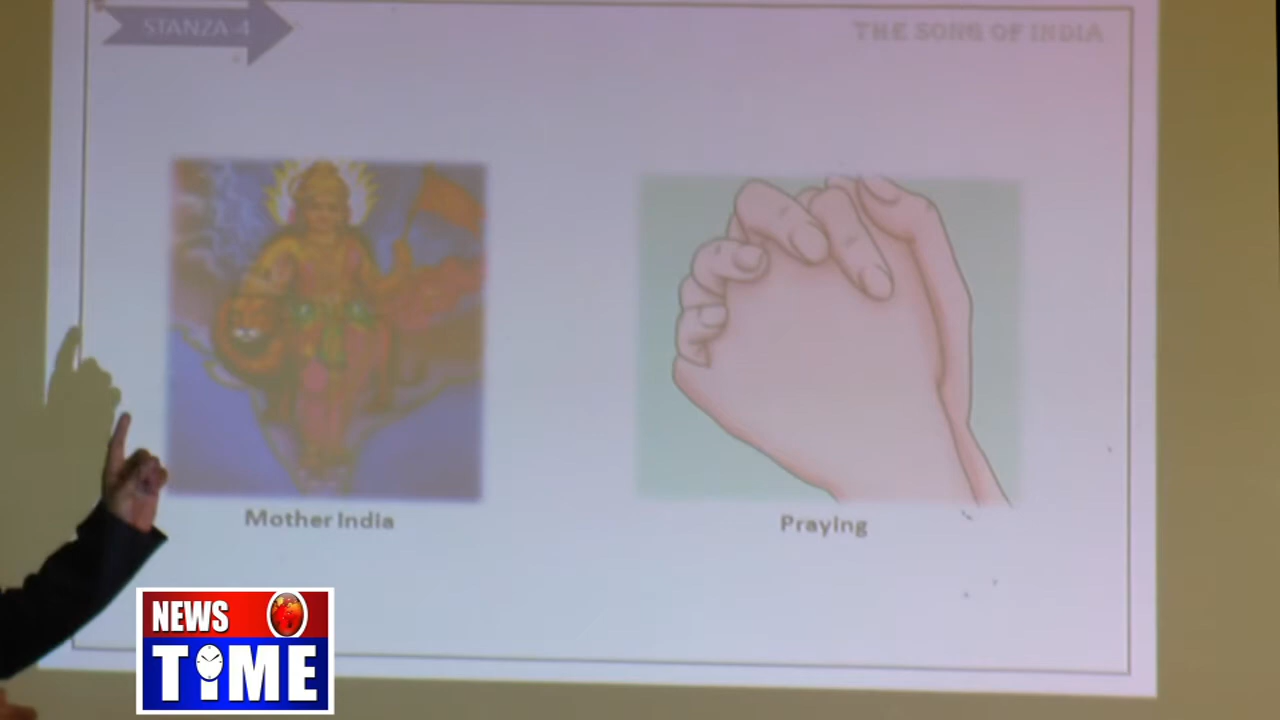 STANZA-4
THE SONG OF INDIA
Mother India
Praying
NEWS
TIME